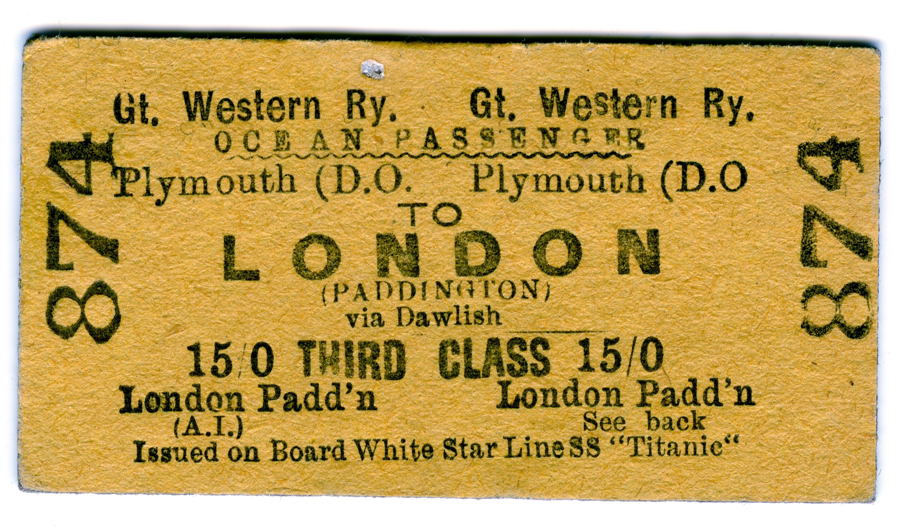 Gt. Western Ry. Gt. Western Ry.
OCEAN PASSENGER
Plymouth (D.O. Plymouth (D.O
TO
LONDON
(PADDINGTON)
via Dawlish
15/0 THIRD CLASS 15/0
London Padd'n London Padd'n
(A.I.) See back
Issued on Board White Star Line SS "Titanic"
874
874